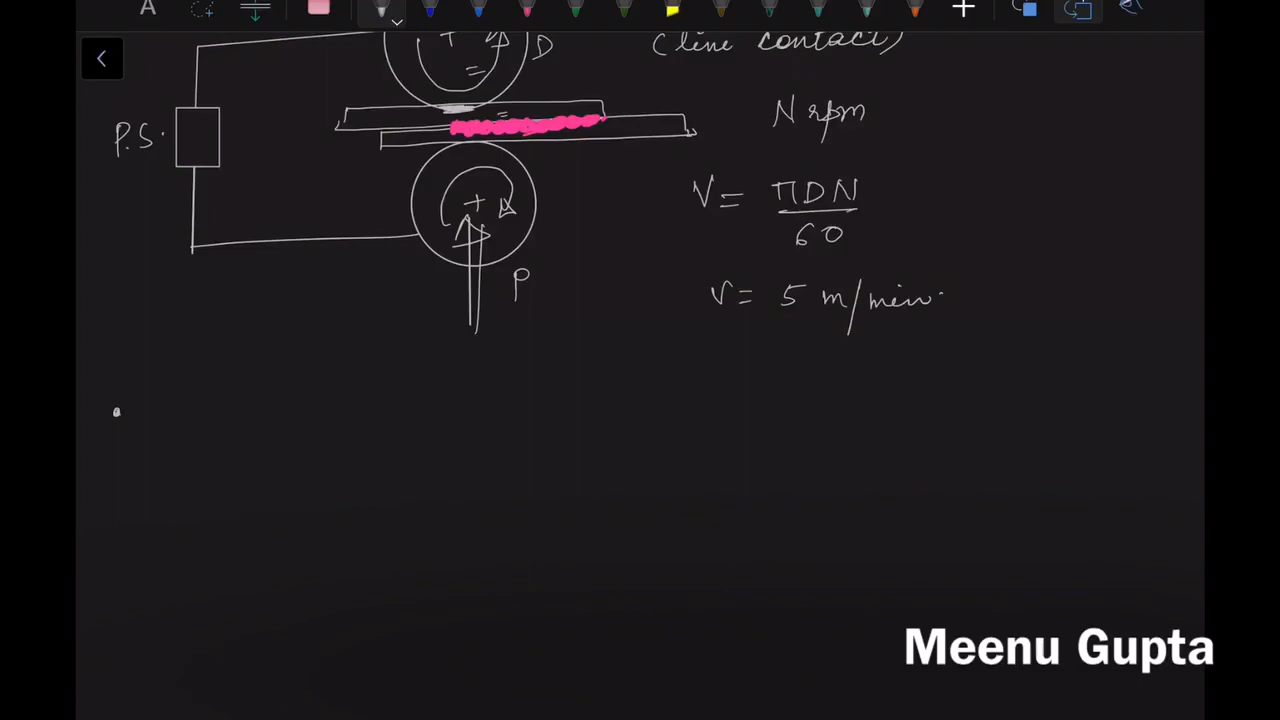 A
D
(line contact)
N rpm
P.S.
V = πDN
60
P
V = 5 m/min.
Meenu Gupta